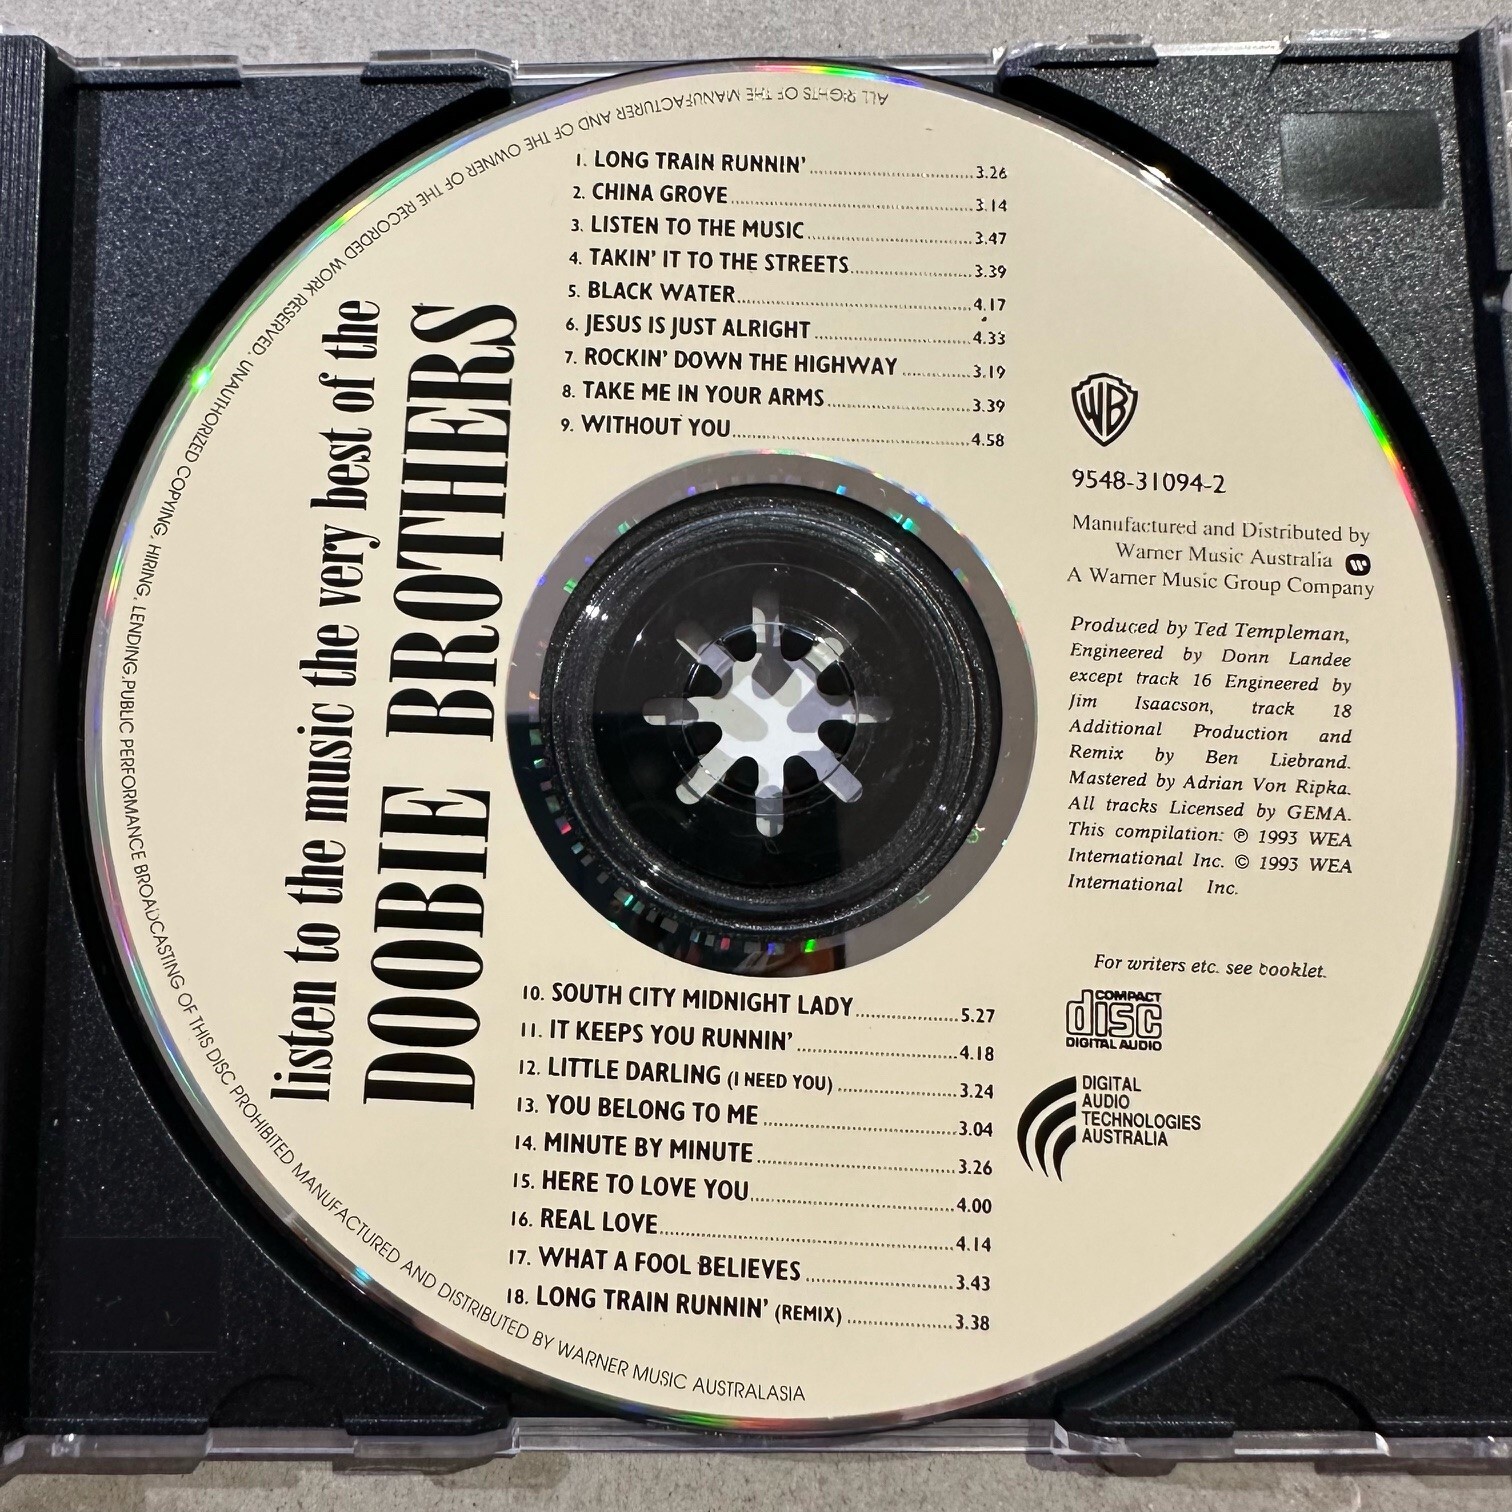 listen to the music the very best of the
DOOBIE BROTHERS
1. LONG TRAIN RUNNIN' 3.26
2. CHINA GROVE 3.14
3. LISTEN TO THE MUSIC 3.47
4. TAKIN' IT TO THE STREETS 3.39
5. BLACK WATER 4.17
6. JESUS IS JUST ALRIGHT 4.33
7. ROCKIN' DOWN THE HIGHWAY 3.19
8. TAKE ME IN YOUR ARMS 3.39
9. WITHOUT YOU 4.58
10. SOUTH CITY MIDNIGHT LADY 5.27
11. IT KEEPS YOU RUNNIN' 4.18
12. LITTLE DARLING (I NEED YOU) 3.24
13. YOU BELONG TO ME 3.04
14. MINUTE BY MINUTE 3.26
15. HERE TO LOVE YOU 4.00
16. REAL LOVE 4.14
17. WHAT A FOOL BELIEVES 3.43
18. LONG TRAIN RUNNIN' (REMIX) 3.38
WB
9548-31094-2
Manufactured and Distributed by
Warner Music Australia
A Warner Music Group Company
Produced by Ted Templeman,
Engineered by Donn Landee
except track 16 Engineered by
Jim Isaacson, track 18
Additional Production and
Remix by Ben Liebrand.
Mastered by Adrian Von Ripka.
All tracks Licensed by GEMA.
This compilation: ℗ 1993 WEA
International Inc. © 1993 WEA
International Inc.
For writers etc. see booklet.
COMPACT
disc
DIGITAL AUDIO
DIGITAL
AUDIO
TECHNOLOGIES
AUSTRALIA
ALL RIGHTS OF THE MANUFACTURER AND OF THE OWNER OF THE RECORDED WORK RESERVED. UNAUTHORIZED COPYING, HIRING, LENDING, PUBLIC PERFORMANCE BROADCASTING OF THIS DISC PROHIBITED MANUFACTURED AND DISTRIBUTED BY WARNER MUSIC AUSTRALASIA